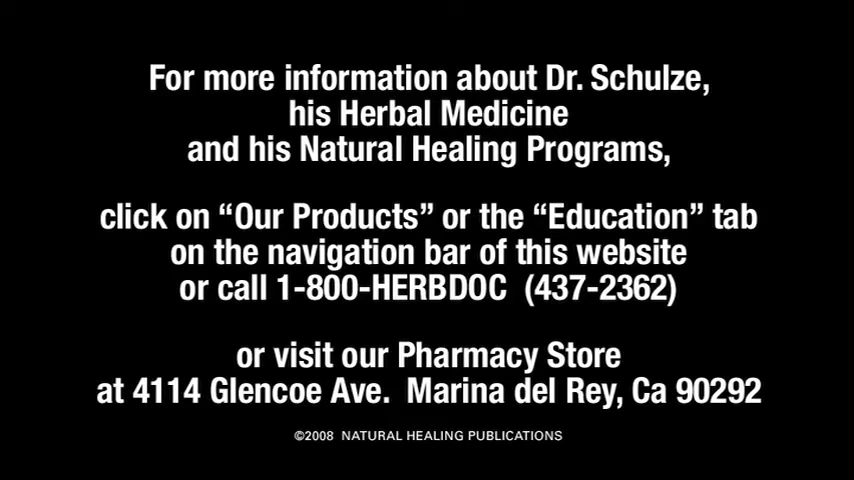 For more information about Dr. Schulze,
his Herbal Medicine
and his Natural Healing Programs,
click on “Our Products” or the “Education” tab
on the navigation bar of this website
or call 1-800-HERBDOC (437-2362)
or visit our Pharmacy Store
at 4114 Glencoe Ave. Marina del Rey, Ca 90292
©2008 NATURAL HEALING PUBLICATIONS